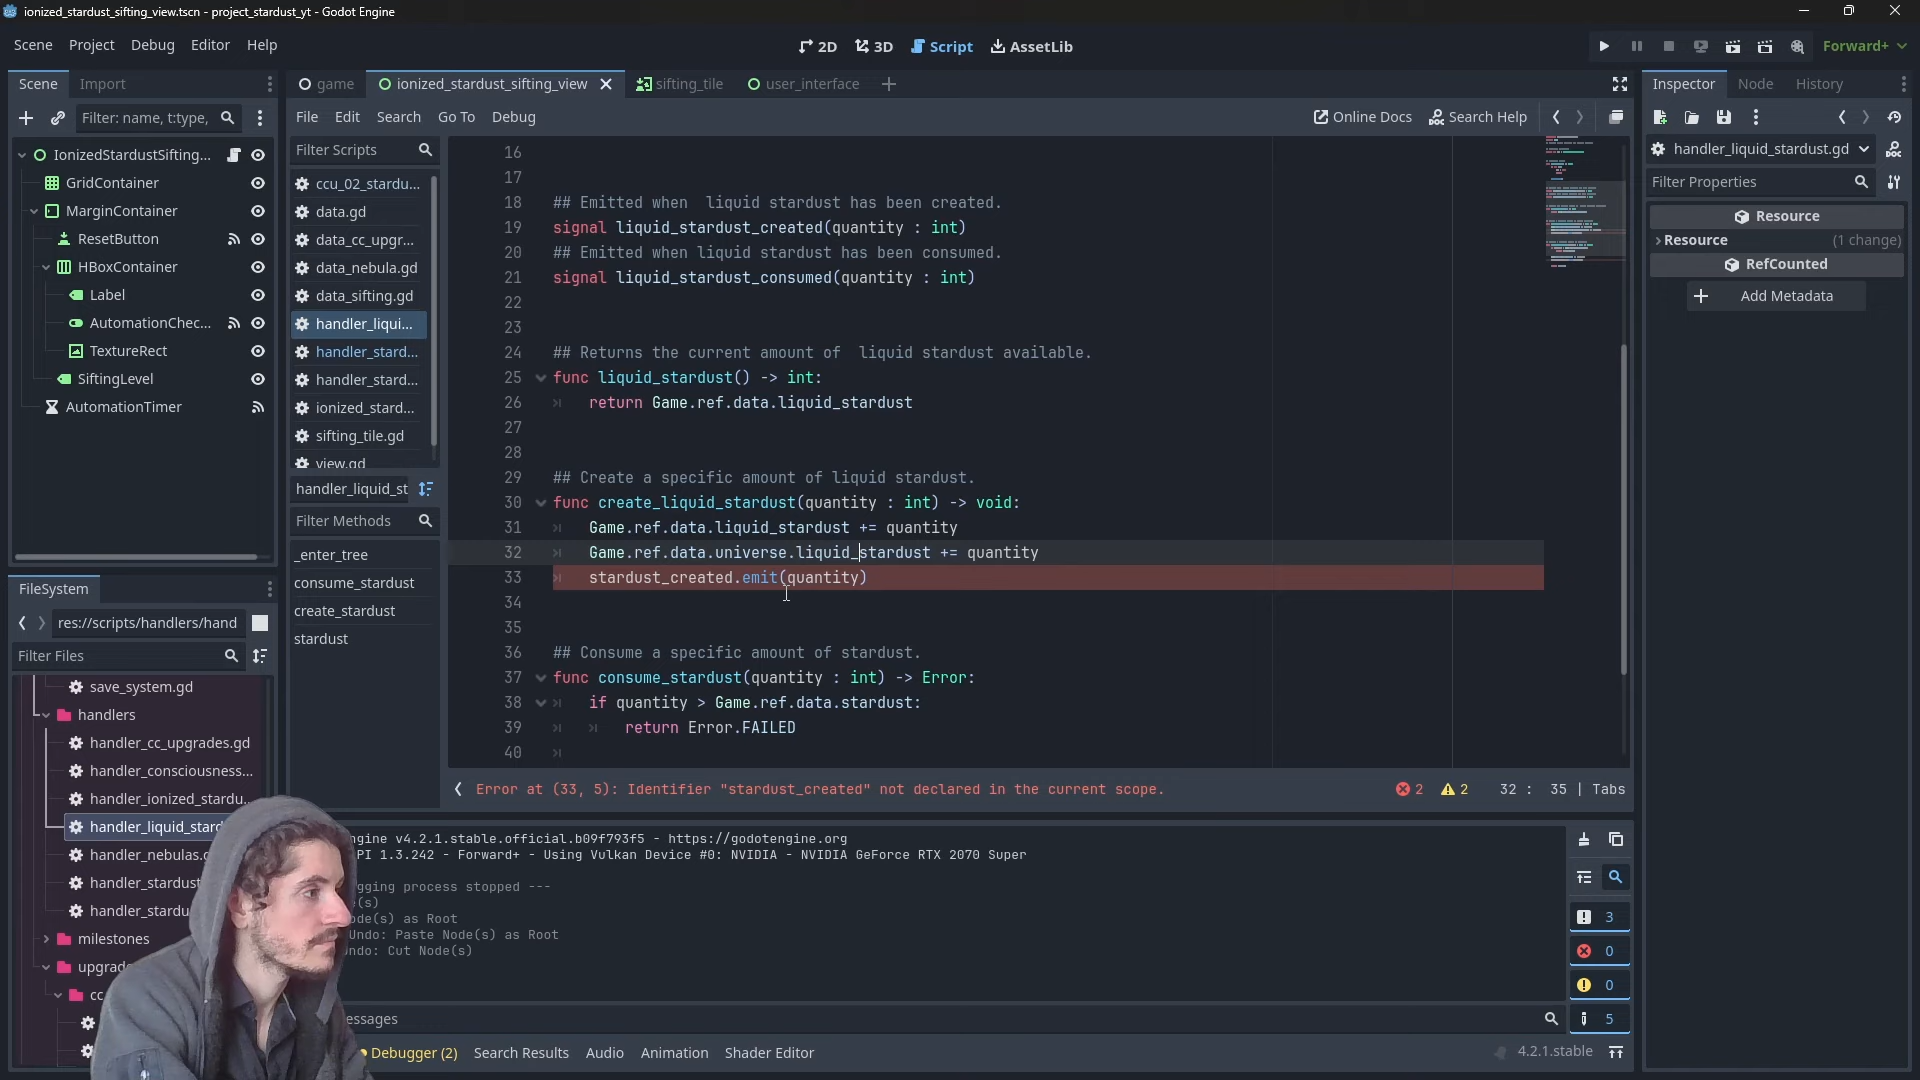 ionized_stardust_sifting_view.tscn - project_stardust_yt - Godot Engine
Scene Project Debug Editor Help
2D 3D Script AssetLib
Forward+
Scene Import
game ionized_stardust_sifting_view sifting_tile user_interface
Inspector Node History
Filter: name, t:type,
File Edit Search Go To Debug
Online Docs Search Help
IonizedStardustSifting...
GridContainer
MarginContainer
ResetButton
HBoxContainer
Label
AutomationChec...
TextureRect
SiftingLevel
AutomationTimer
Filter Scripts
ccu_02_stardu...
data.gd
data_cc_upgr...
data_nebula.gd
data_sifting.gd
handler_liqui...
handler_stard...
handler_stard...
ionized_stard...
sifting_tile.gd
view.gd
handler_liquid_st
Filter Methods
_enter_tree
consume_stardust
create_stardust
stardust
16
17
18 ## Emitted when  liquid stardust has been created.
19 signal liquid_stardust_created(quantity : int)
20 ## Emitted when liquid stardust has been consumed.
21 signal liquid_stardust_consumed(quantity : int)
22
23
24 ## Returns the current amount of  liquid stardust available.
25 func liquid_stardust() -> int:
26 return Game.ref.data.liquid_stardust
27
28
29 ## Create a specific amount of liquid stardust.
30 func create_liquid_stardust(quantity : int) -> void:
31 Game.ref.data.liquid_stardust += quantity
32 Game.ref.data.universe.liquid_stardust += quantity
33 stardust_created.emit(quantity)
34
35
36 ## Consume a specific amount of stardust.
37 func consume_stardust(quantity : int) -> Error:
38 if quantity > Game.ref.data.stardust:
39 return Error.FAILED
40
Error at (33, 5): Identifier "stardust_created" not declared in the current scope.
2 2 32 : 35 | Tabs
handler_liquid_stardust.gd
Filter Properties
Resource
Resource (1 change)
RefCounted
Add Metadata
FileSystem
res://scripts/handlers/hand
Filter Files
save_system.gd
handlers
handler_cc_upgrades.gd
handler_consciousness...
handler_ionized_stardu...
handler_liquid_stard
handler_nebulas.g
handler_stardust
handler_stardu
milestones
upgrad
cc
ngine v4.2.1.stable.official.b09f793f5 - https://godotengine.org
PI 1.3.242 - Forward+ - Using Vulkan Device #0: NVIDIA - NVIDIA GeForce RTX 2070 Super
gging process stopped ---
(s)
ode(s) as Root
Undo: Paste Node(s) as Root
ndo: Cut Node(s)
3
0
0
5
essages
Debugger (2) Search Results Audio Animation Shader Editor
4.2.1.stable